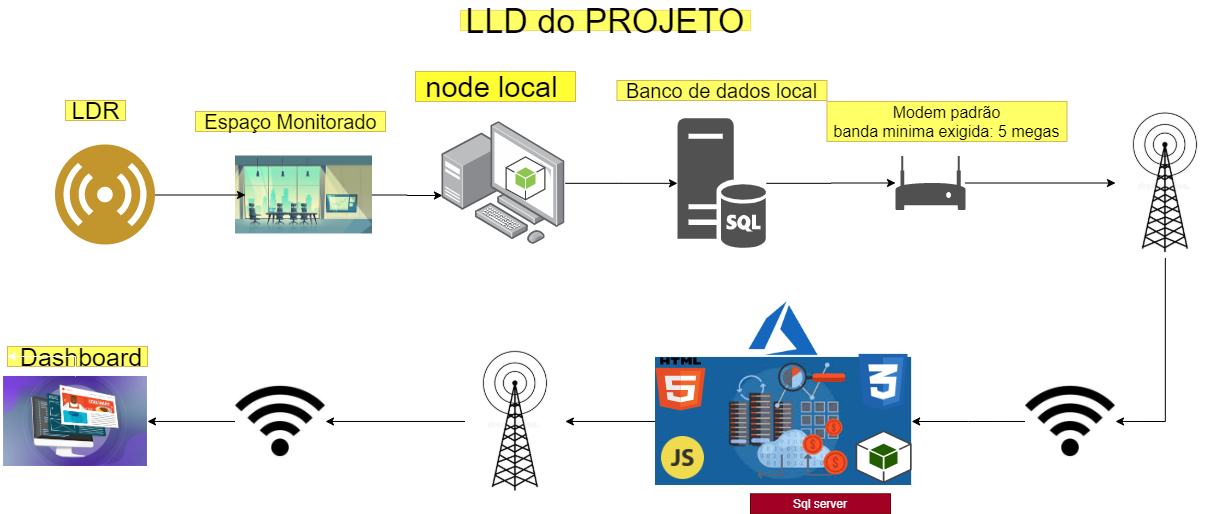 LLD do PROJETO
LDR
Espaço Monitorado
node local
Banco de dados local
Modem padrão
banda minima exigida: 5 megas
SQL
Dashboard
HTML
5
3
JS
Sql server